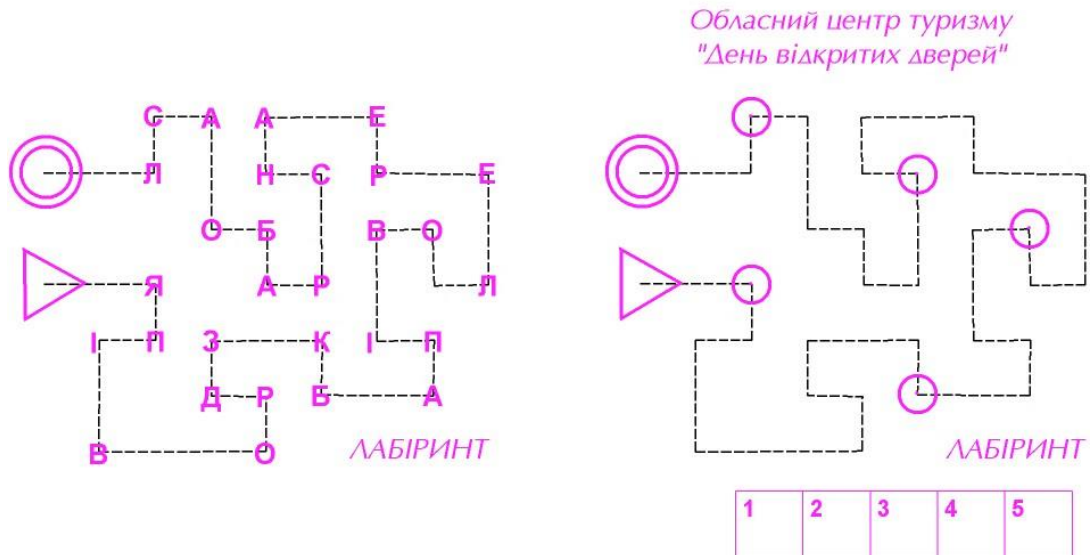 Обласний центр туризму
"День відкритих дверей"
С А А Е
Л Н С Р Е
О Б В О
Я А Р Л
І П З К І П
Д Р Б А
В О ЛАБІРИНТ
ЛАБІРИНТ
1 2 3 4 5